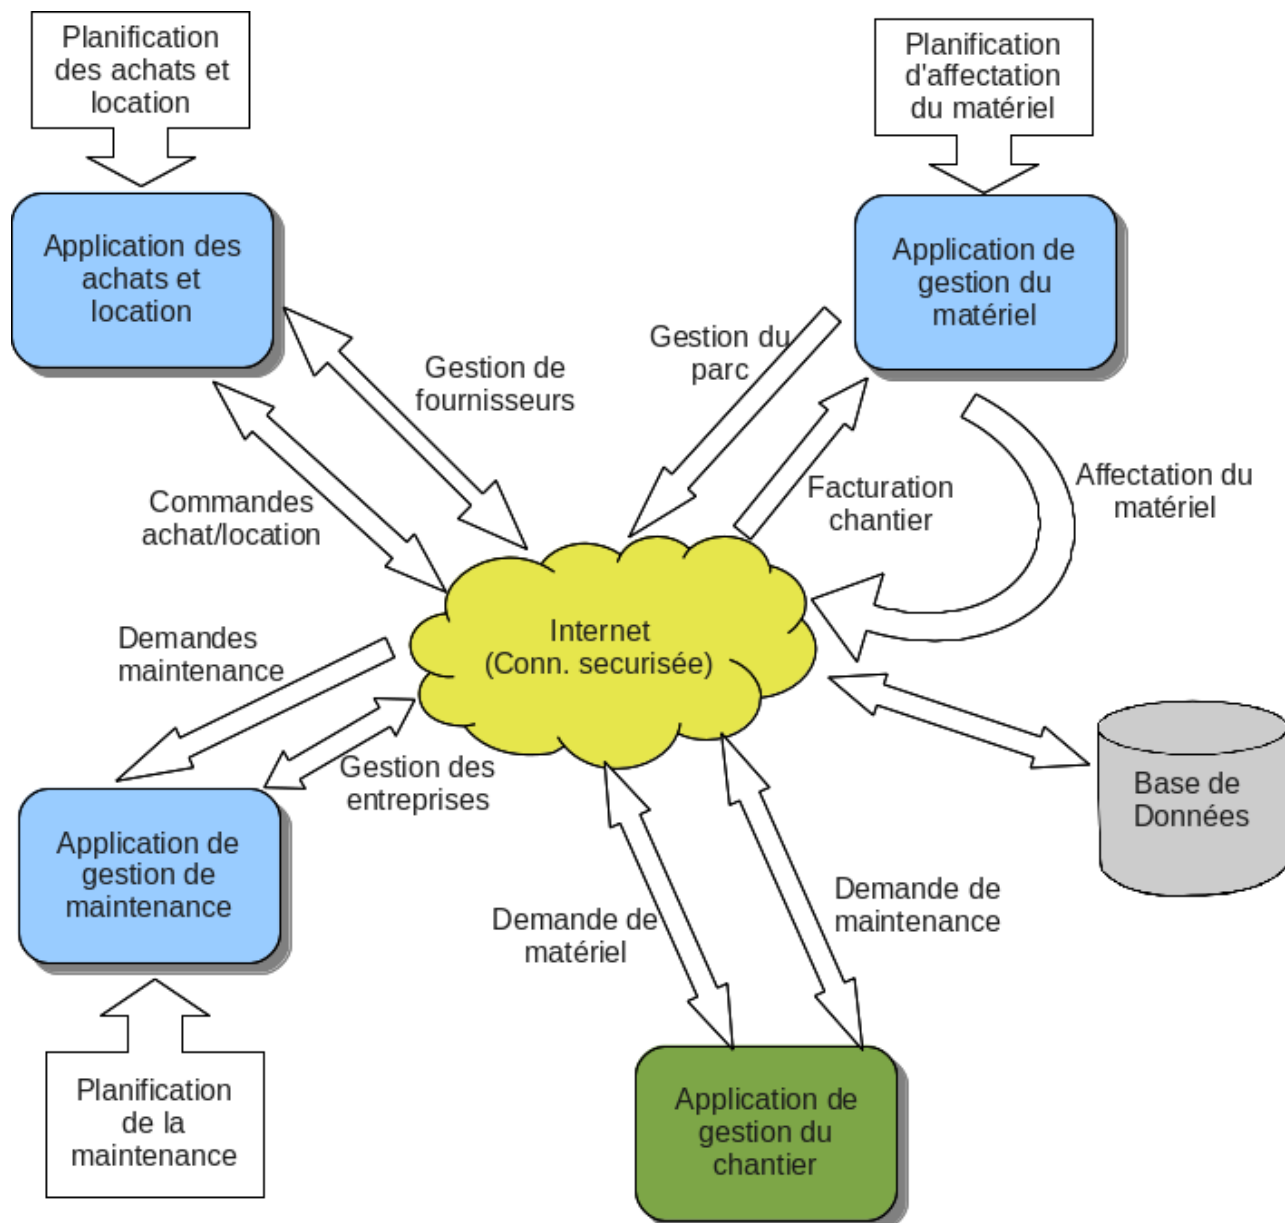 Planification
des achats et
location
Planification
d'affectation
du matériel
Application des
achats et
location
Application de
gestion du
matériel
Gestion de
fournisseurs
Gestion du
parc
Commandes
achat/location
Facturation
chantier
Affectation du
matériel
Internet
(Conn. securisée)
Demandes
maintenance
Gestion des
entreprises
Base de
Données
Application de
gestion de
maintenance
Demande de
matériel
Demande de
maintenance
Planification
de la
maintenance
Application de
gestion du
chantier